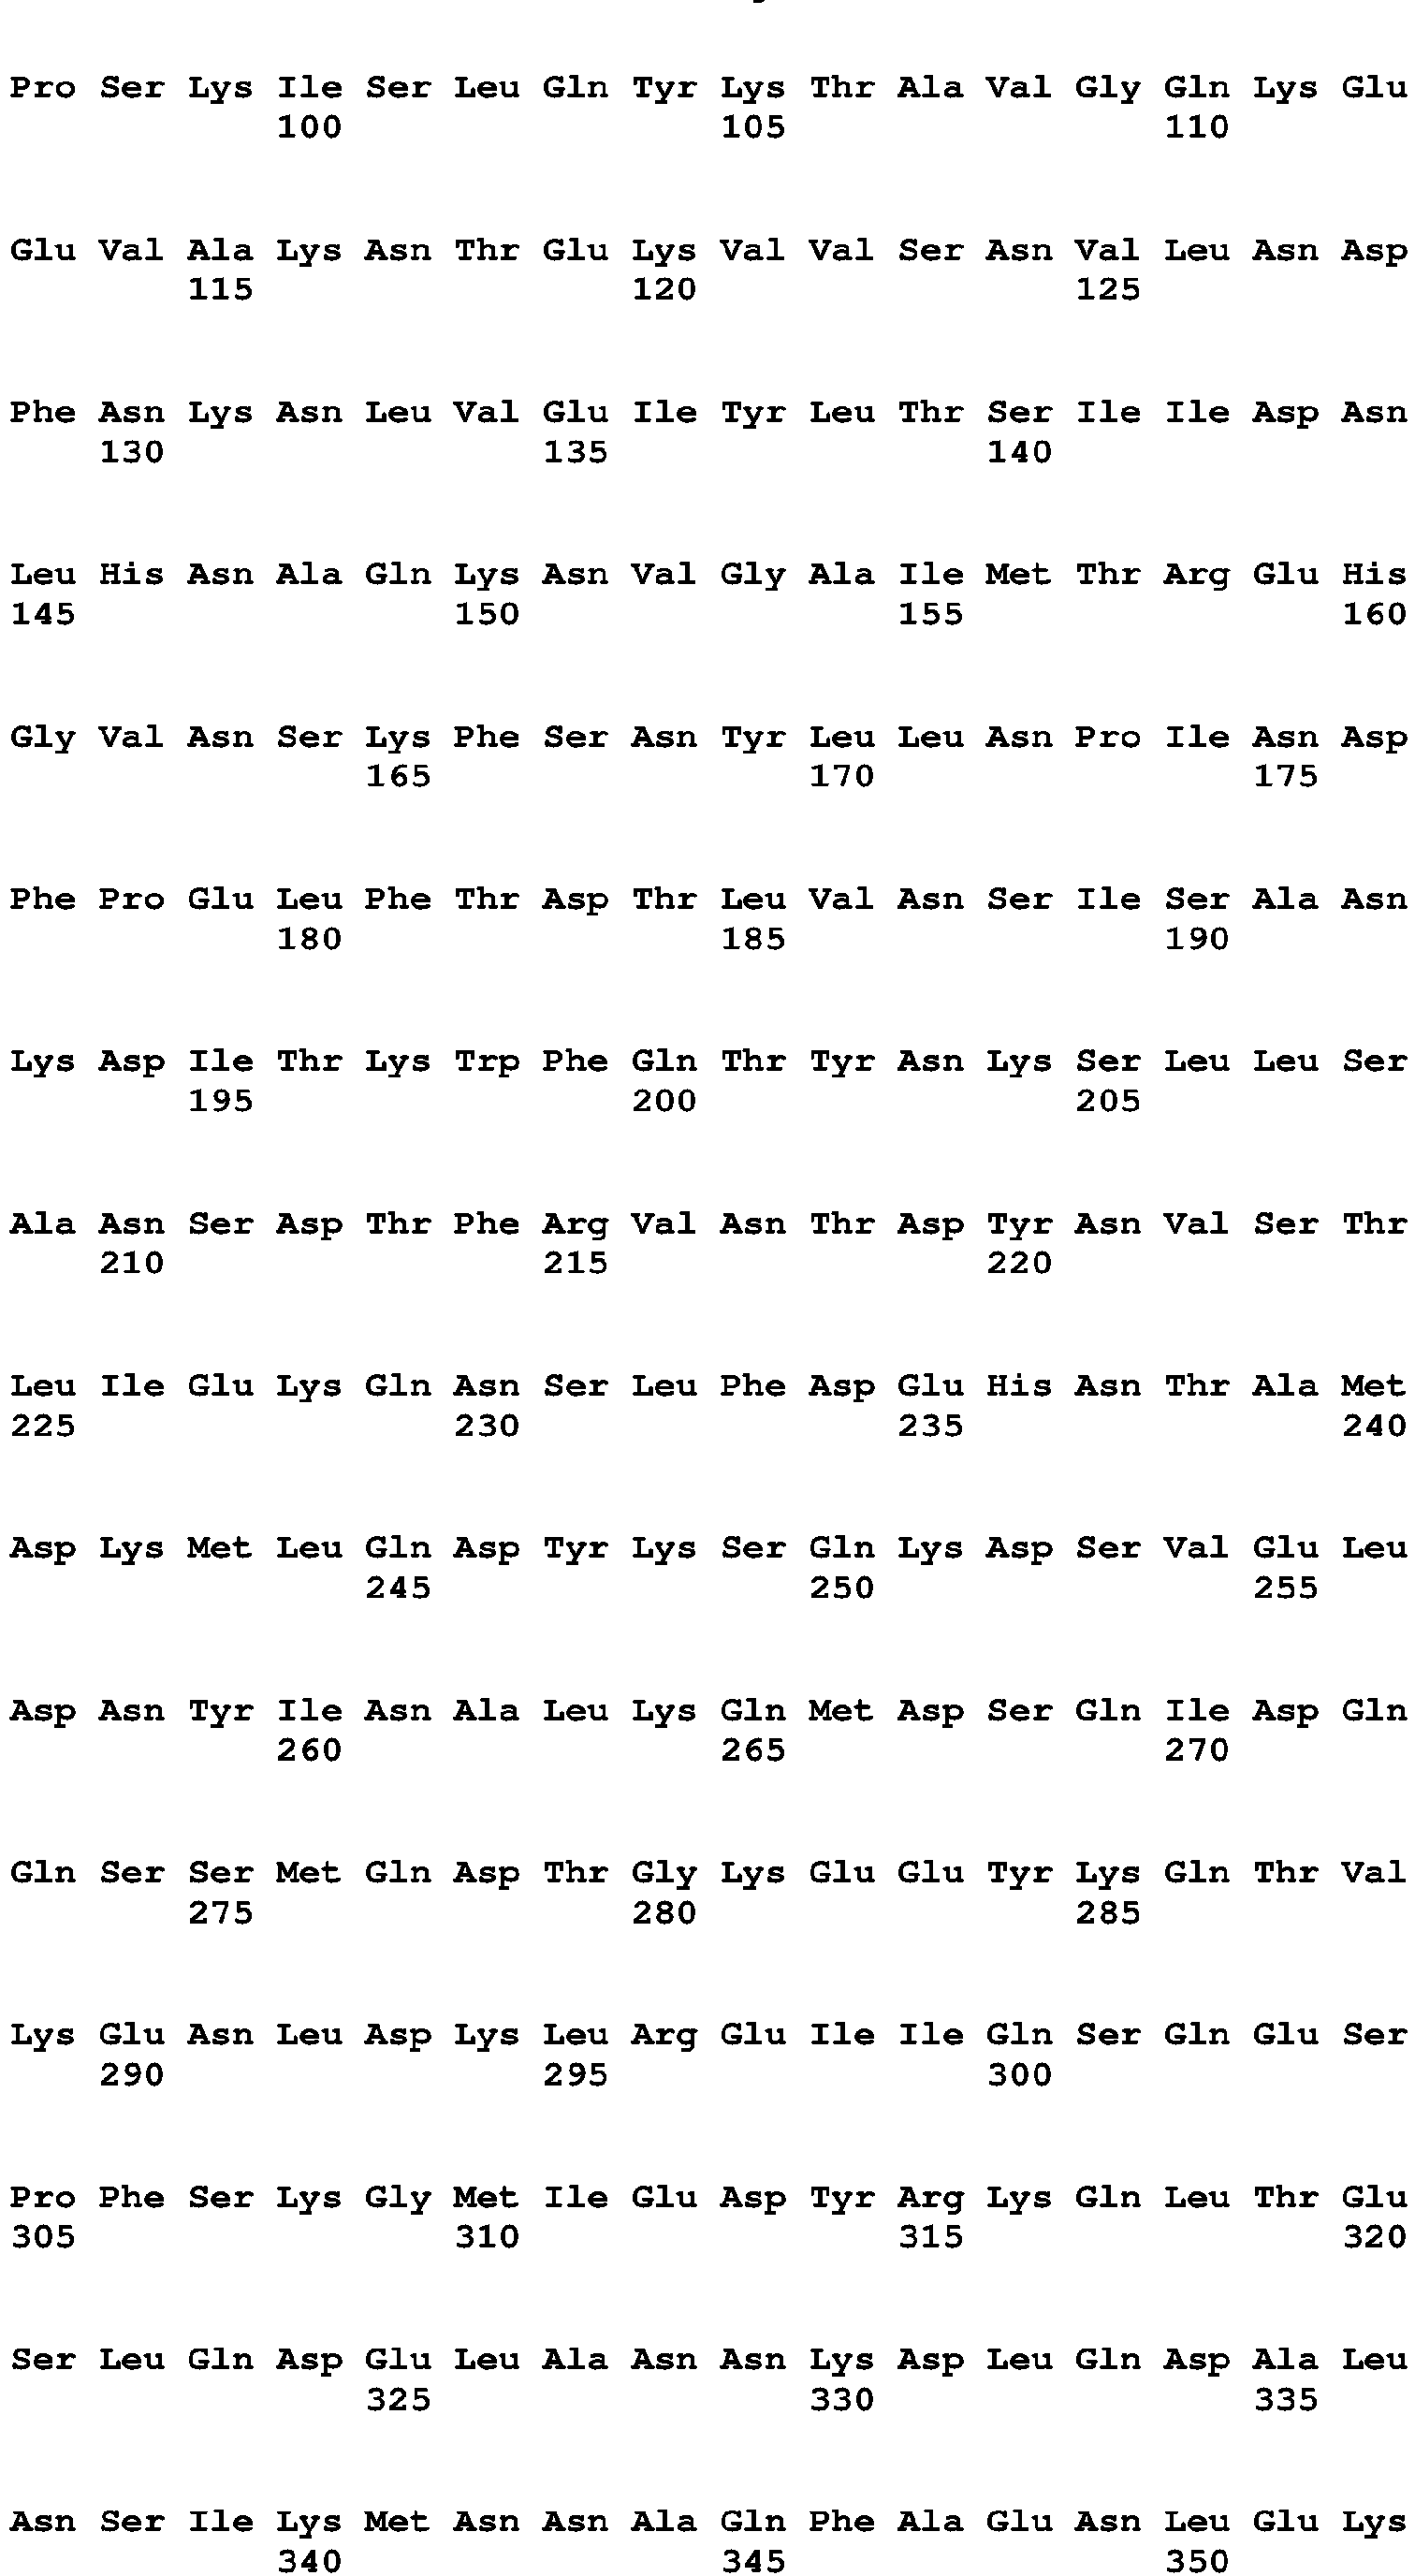 Pro Ser Lys Ile Ser Leu Gln Tyr Lys Thr Ala Val Gly Gln Lys Glu
100 105 110
Glu Val Ala Lys Asn Thr Glu Lys Val Val Ser Asn Val Leu Asn Asp
115 120 125
Phe Asn Lys Asn Leu Val Glu Ile Tyr Leu Thr Ser Ile Ile Asp Asn
130 135 140
Leu His Asn Ala Gln Lys Asn Val Gly Ala Ile Met Thr Arg Glu His
145 150 155 160
Gly Val Asn Ser Lys Phe Ser Asn Tyr Leu Leu Asn Pro Ile Asn Asp
165 170 175
Phe Pro Glu Leu Phe Thr Asp Thr Leu Val Asn Ser Ile Ser Ala Asn
180 185 190
Lys Asp Ile Thr Lys Trp Phe Gln Thr Tyr Asn Lys Ser Leu Leu Ser
195 200 205
Ala Asn Ser Asp Thr Phe Arg Val Asn Thr Asp Tyr Asn Val Ser Thr
210 215 220
Leu Ile Glu Lys Gln Asn Ser Leu Phe Asp Glu His Asn Thr Ala Met
225 230 235 240
Asp Lys Met Leu Gln Asp Tyr Lys Ser Gln Lys Asp Ser Val Glu Leu
245 250 255
Asp Asn Tyr Ile Asn Ala Leu Lys Gln Met Asp Ser Gln Ile Asp Gln
260 265 270
Gln Ser Ser Met Gln Asp Thr Gly Lys Glu Glu Tyr Lys Gln Thr Val
275 280 285
Lys Glu Asn Leu Asp Lys Leu Arg Glu Ile Ile Gln Ser Gln Glu Ser
290 295 300
Pro Phe Ser Lys Gly Met Ile Glu Asp Tyr Arg Lys Gln Leu Thr Glu
305 310 315 320
Ser Leu Gln Asp Glu Leu Ala Asn Asn Lys Asp Leu Gln Asp Ala Leu
325 330 335
Asn Ser Ile Lys Met Asn Asn Ala Gln Phe Ala Glu Asn Leu Glu Lys
340 345 350